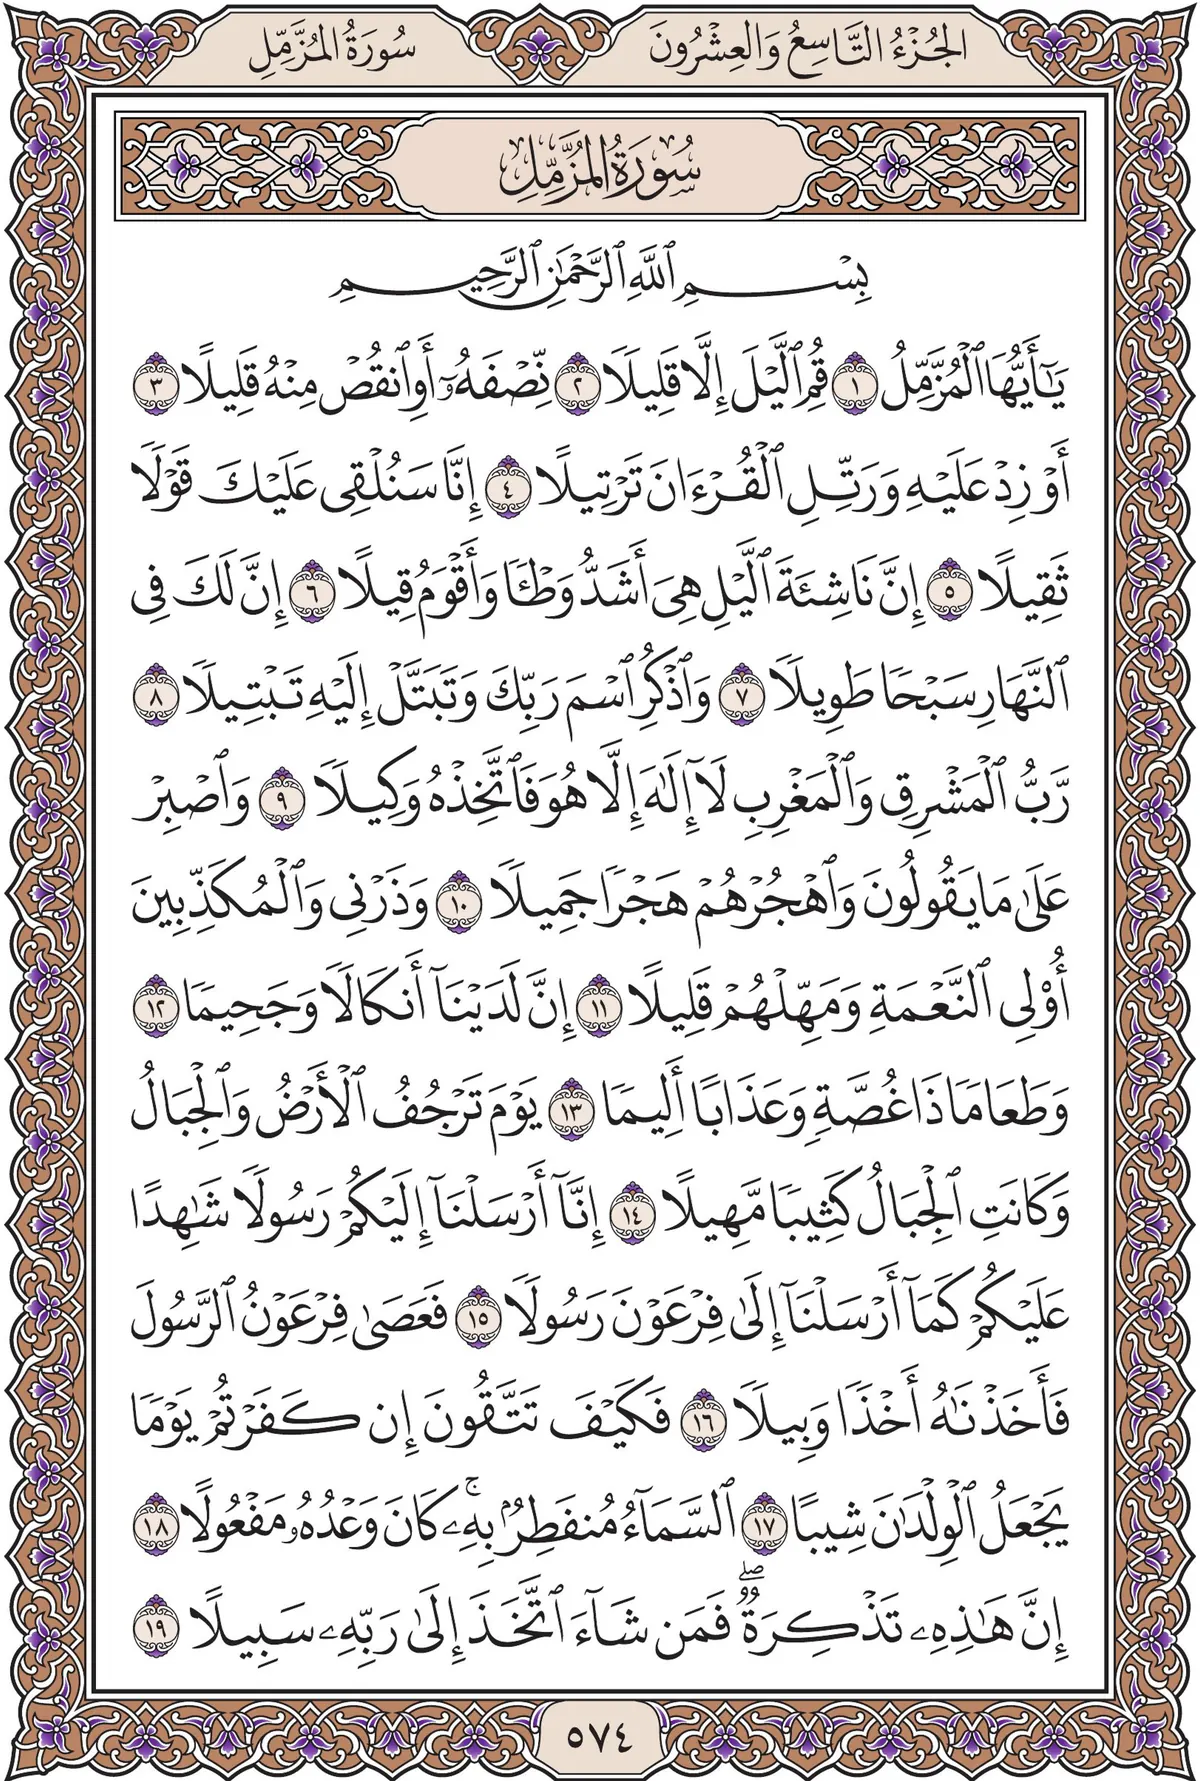 الجُزْءُ التَّاسِعُ وَالعِشْرُونَ
سُورَةُ المُزَّمِّلِ
سُورَةُ المُزَّمِّلِ
بِسْمِ ٱللَّهِ ٱلرَّحْمَٰنِ ٱلرَّحِيمِ
يَٰٓأَيُّهَا ٱلْمُزَّمِّلُ ١ قُمِ ٱلَّيْلَ إِلَّا قَلِيلًا ٢ نِّصْفَهُۥٓ أَوِ ٱنقُصْ مِنْهُ قَلِيلًا ٣
أَوْ زِدْ عَلَيْهِ وَرَتِّلِ ٱلْقُرْءَانَ تَرْتِيلًا ٤ إِنَّا سَنُلْقِى عَلَيْكَ قَوْلًا
ثَقِيلًا ٥ إِنَّ نَاشِئَةَ ٱلَّيْلِ هِىَ أَشَدُّ وَطْـًٔا وَأَقْوَمُ قِيلًا ٦ إِنَّ لَكَ فِى
ٱلنَّهَارِ سَبْحًا طَوِيلًا ٧ وَٱذْكُرِ ٱسْمَ رَبِّكَ وَتَبَتَّلْ إِلَيْهِ تَبْتِيلًا ٨
رَّبُّ ٱلْمَشْرِقِ وَٱلْمَغْرِبِ لَآ إِلَٰهَ إِلَّا هُوَ فَٱتَّخِذْهُ وَكِيلًا ٩ وَٱصْبِرْ
عَلَىٰ مَا يَقُولُونَ وَٱهْجُرْهُمْ هَجْرًا جَمِيلًا ١٠ وَذَرْنِى وَٱلْمُكَذِّبِينَ
أُو۟لِى ٱلنَّعْمَةِ وَمَهِّلْهُمْ قَلِيلًا ١١ إِنَّ لَدَيْنَآ أَنكَالًا وَجَحِيمًا ١٢
وَطَعَامًا ذَا غُصَّةٍ وَعَذَابًا أَلِيمًا ١٣ يَوْمَ تَرْجُفُ ٱلْأَرْضُ وَٱلْجِبَالُ
وَكَانَتِ ٱلْجِبَالُ كَثِيبًا مَّهِيلًا ١٤ إِنَّآ أَرْسَلْنَآ إِلَيْكُمْ رَسُولًا شَٰهِدًا
عَلَيْكُمْ كَمَآ أَرْسَلْنَآ إِلَىٰ فِرْعَوْنَ رَسُولًا ١٥ فَعَصَىٰ فِرْعَوْنُ ٱلرَّسُولَ
فَأَخَذْنَٰهُ أَخْذًا وَبِيلًا ١٦ فَكَيْفَ تَتَّقُونَ إِن كَفَرْتُمْ يَوْمًا
يَجْعَلُ ٱلْوِلْدَٰنَ شِيبًا ١٧ ٱلسَّمَآءُ مُنفَطِرٌۢ بِهِۦ ۚ كَانَ وَعْدُهُۥ مَفْعُولًا ١٨
إِنَّ هَٰذِهِۦ تَذْكِرَةٌ ۖ فَمَن شَآءَ ٱتَّخَذَ إِلَىٰ رَبِّهِۦ سَبِيلًا ١٩
٥٧٤